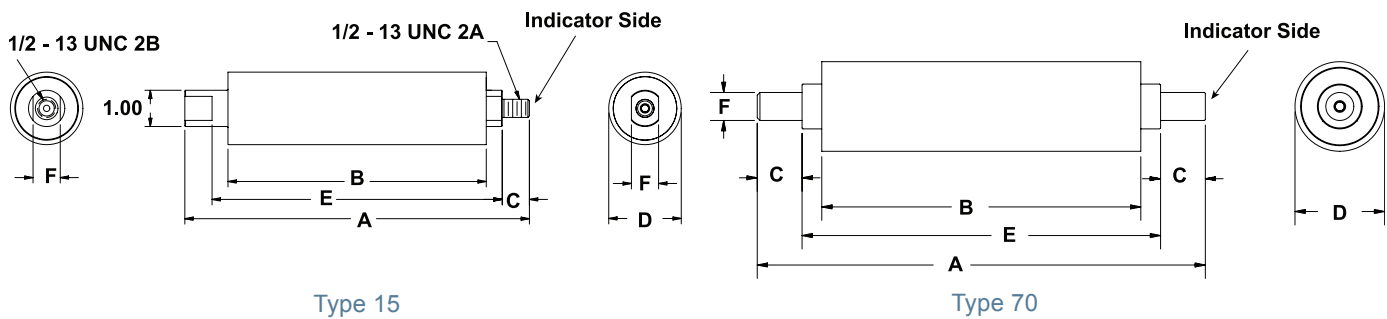 1/2 - 13 UNC 2B
1.00
F
1/2 - 13 UNC 2A
Indicator Side
B
E
C
A
F
D
Type 15
Indicator Side
F
C
C
B
E
A
D
Type 70